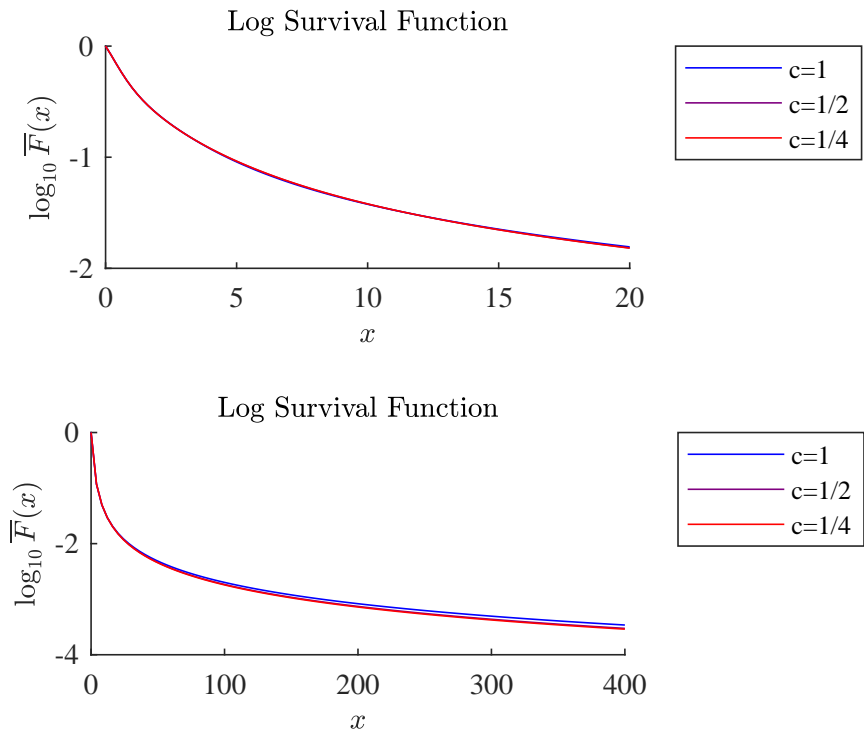 Log Survival Function
0
-1
-2
log₁₀ F̅(x)
0 5 10 15 20
x
c=1
c=1/2
c=1/4
Log Survival Function
0
-2
-4
log₁₀ F̅(x)
0 100 200 300 400
x
c=1
c=1/2
c=1/4